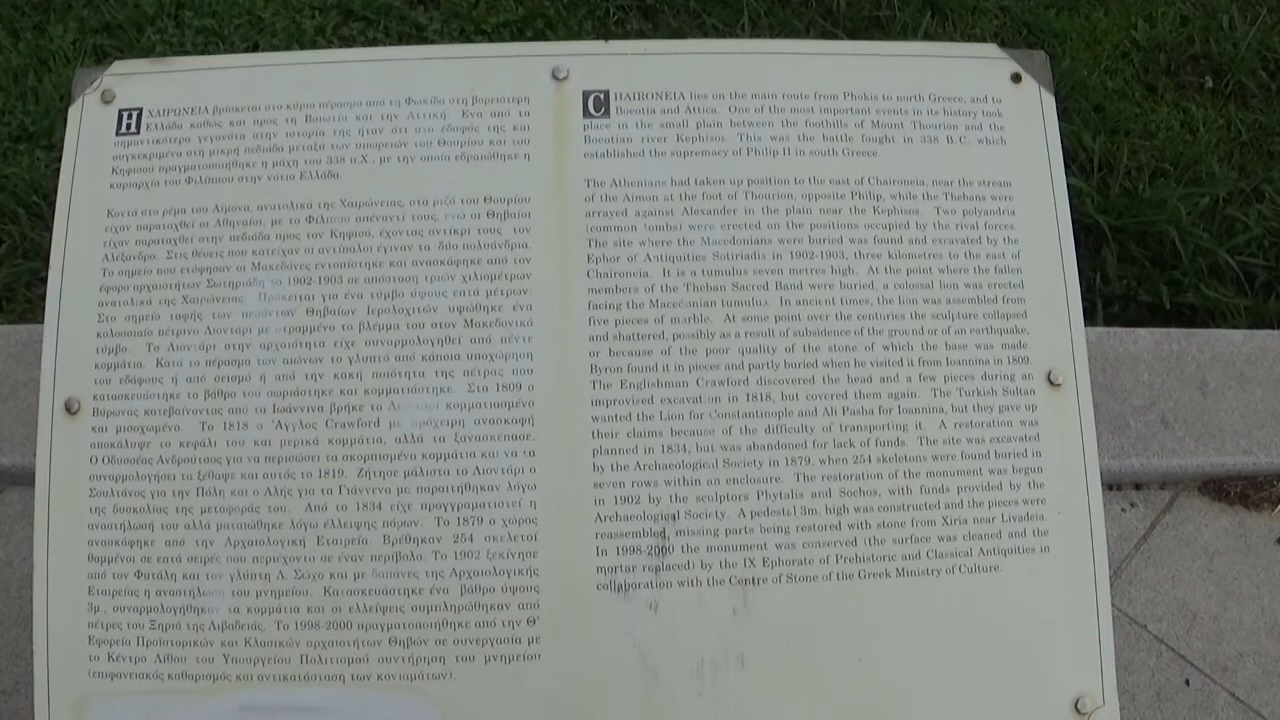 Η ΧΑΙΡΩΝΕΙΑ βρίσκεται στο κύριο πέρασμα από τη Φωκίδα στη βορειότερη
Ελλάδα καθώς και προς τη Βοιωτία και την Αττική. Ενα από τα
σημαντικότερα γεγονότα στην ιστορία της ήταν ότι στο έδαφός της και
συγκεκριμένα στη μικρή πεδιάδα μεταξύ των υπωρειών του Θουρίου και του
Κηφισού πραγματοποιήθηκε η μάχη του 338 π.Χ., με την οποία εδραιώθηκε η
κυριαρχία του Φιλίππου στην νότια Ελλάδα.
Κοντά στο ρέμα του Αίμονα, ανατολικά της Χαιρώνειας, στα ριζά του Θουρίου
είχαν παραταχθεί οι Αθηναίοι, με το Φίλιππο απέναντί τους, ενώ οι Θηβαίοι
είχαν παραταχθεί στην πεδιάδα προς τον Κηφισό, έχοντας αντίκρι τους τον
Αλέξανδρο. Στις θέσεις που κατείχαν οι αντίπαλοι έγιναν τα δύο πολυάνδρια.
Το σημείο που ετάφησαν οι Μακεδόνες εντοπίστηκε και ανασκάφηκε από τον
έφορο αρχαιοτήτων Σωτηριάδη το 1902-1903 σε απόσταση τριών χιλιομέτρων
ανατολικά της Χαιρώνειας. Πρόκειται για ένα τύμβο ύψους επτά μέτρων.
Στο σημείο ταφής των πεσόντων Θηβαίων Ιερολοχιτών υψώθηκε ένα
κολοσσιαίο πέτρινο Λιοντάρι με στραμμένο το βλέμμα του στον Μακεδονικό
τύμβο. Το Λιοντάρι στην αρχαιότητα είχε συναρμολογηθεί από πέντε
κομμάτια. Κατά το πέρασμα των αιώνων το γλυπτό από κάποια υποχώρηση
του εδάφους ή από σεισμό ή από την κακή ποιότητα της πέτρας που
κατασκευάστηκε το βάθρο του σωριάστηκε και κομματιάστηκε. Στα 1809 ο
Βύρωνας κατεβαίνοντας από τα Ιωάννινα βρήκε το Λιοντάρι κομματιασμένο
και μισοχωμένο. Το 1818 ο Άγγλος Crawford με πρόχειρη ανασκαφή
αποκάλυψε το κεφάλι του και μερικά κομμάτια, αλλά τα ξανασκέπασε.
Ο Οδυσσέας Ανδρούτσος για να περισώσει τα σκορπισμένα κομμάτια και να τα
συναρμολογήσει τα ξέθαψε και αυτός το 1819. Ζήτησε μάλιστα το Λιοντάρι ο
Σουλτάνος για την Πόλη και ο Αλής για τα Γιάννενα με παραιτήθηκαν λόγω
της δυσκολίας της μεταφοράς του. Από το 1834 είχε προγραμματιστεί η
αναστήλωσή του αλλά ματαιώθηκε λόγω έλλειψης πόρων. Το 1879 ο χώρος
ανασκάφηκε από την Αρχαιολογική Εταιρεία. Βρέθηκαν 254 σκελετοί
θαμμένοι σε επτά σειρές που περιέχοντο σε έναν περίβολο. Το 1902 ξεκίνησε
από τον Φυτάλη και τον γλύπτη Λ. Σώχο και με δαπάνες της Αρχαιολογικής
Εταιρείας η αναστήλωση του μνημείου. Κατασκευάστηκε ένα βάθρο ύψους
3μ., συναρμολογήθηκαν τα κομμάτια και οι ελλείψεις συμπληρώθηκαν από
πέτρες του Ξηριά της Λιβαδειάς. Το 1998-2000 πραγματοποιήθηκε από την Θ'
Εφορεία Προϊστορικών και Κλασικών αρχαιοτήτων Θηβών σε συνεργασία με
το Κέντρο Λίθου του Υπουργείου Πολιτισμού συντήρηση του μνημείου
(επιφανειακός καθαρισμός και αντικατάσταση των κονιαμάτων).
CHAIRONEIA lies on the main route from Phokis to north Greece, and to
Boeotia and Attica. One of the most important events in its history took
place in the small plain between the foothills of Mount Thourion and the
Boeotian river Kephisos. This was the battle fought in 338 B.C. which
established the supremacy of Philip II in south Greece.
The Athenians had taken up position to the east of Chaironeia, near the stream
of the Aimon at the foot of Thourion, opposite Philip, while the Thebans were
arrayed against Alexander in the plain near the Kephisos. Two polyandria
(common tombs) were erected on the positions occupied by the rival forces.
The site where the Macedonians were buried was found and excavated by the
Ephor of Antiquities Sotiriadis in 1902-1903, three kilometres to the east of
Chaironeia. It is a tumulus seven metres high. At the point where the fallen
members of the Theban Sacred Band were buried, a colossal lion was erected
facing the Macedonian tumulus. In ancient times, the lion was assembled from
five pieces of marble. At some point over the centuries the sculpture collapsed
and shattered, possibly as a result of subsidence of the ground or of an earthquake,
or because of the poor quality of the stone of which the base was made.
Byron found it in pieces and partly buried when he visited it from Ioannina in 1809.
The Englishman Crawford discovered the head and a few pieces during an
improvised excavation in 1818, but covered them again. The Turkish Sultan
wanted the Lion for Constantinople and Ali Pasha for Ioannina, but they gave up
their claims because of the difficulty of transporting it. A restoration was
planned in 1834, but was abandoned for lack of funds. The site was excavated
by the Archaeological Society in 1879, when 254 skeletons were found buried in
seven rows within an enclosure. The restoration of the monument was begun
in 1902 by the sculptors Phytalis and Sochos, with funds provided by the
Archaeological Society. A pedestal 3m. high was constructed and the pieces were
reassembled, missing parts being restored with stone from Xiria near Livadeia.
In 1998-2000 the monument was conserved (the surface was cleaned and the
mortar replaced) by the IX Ephorate of Prehistoric and Classical Antiquities in
collaboration with the Centre of Stone of the Greek Ministry of Culture.